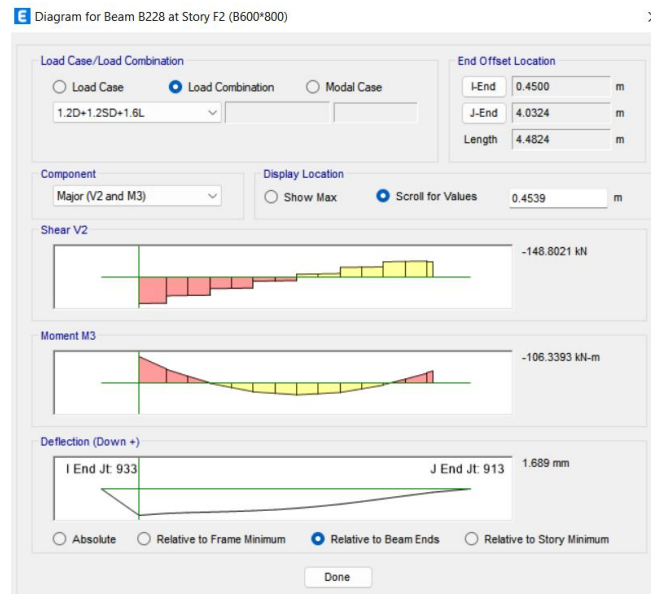 E Diagram for Beam B228 at Story F2 (B600*800)
Load Case/Load Combination
Load Case Load Combination Modal Case
1.2D+1.2SD+1.6L
End Offset Location
I-End 0.4500 m
J-End 4.0324 m
Length 4.4824 m
Component
Major (V2 and M3)
Display Location
Show Max Scroll for Values 0.4539 m
Shear V2
-148.8021 kN
Moment M3
-106.3393 kN-m
Deflection (Down +)
I End Jt: 933 J End Jt: 913 1.689 mm
Absolute Relative to Frame Minimum Relative to Beam Ends Relative to Story Minimum
Done